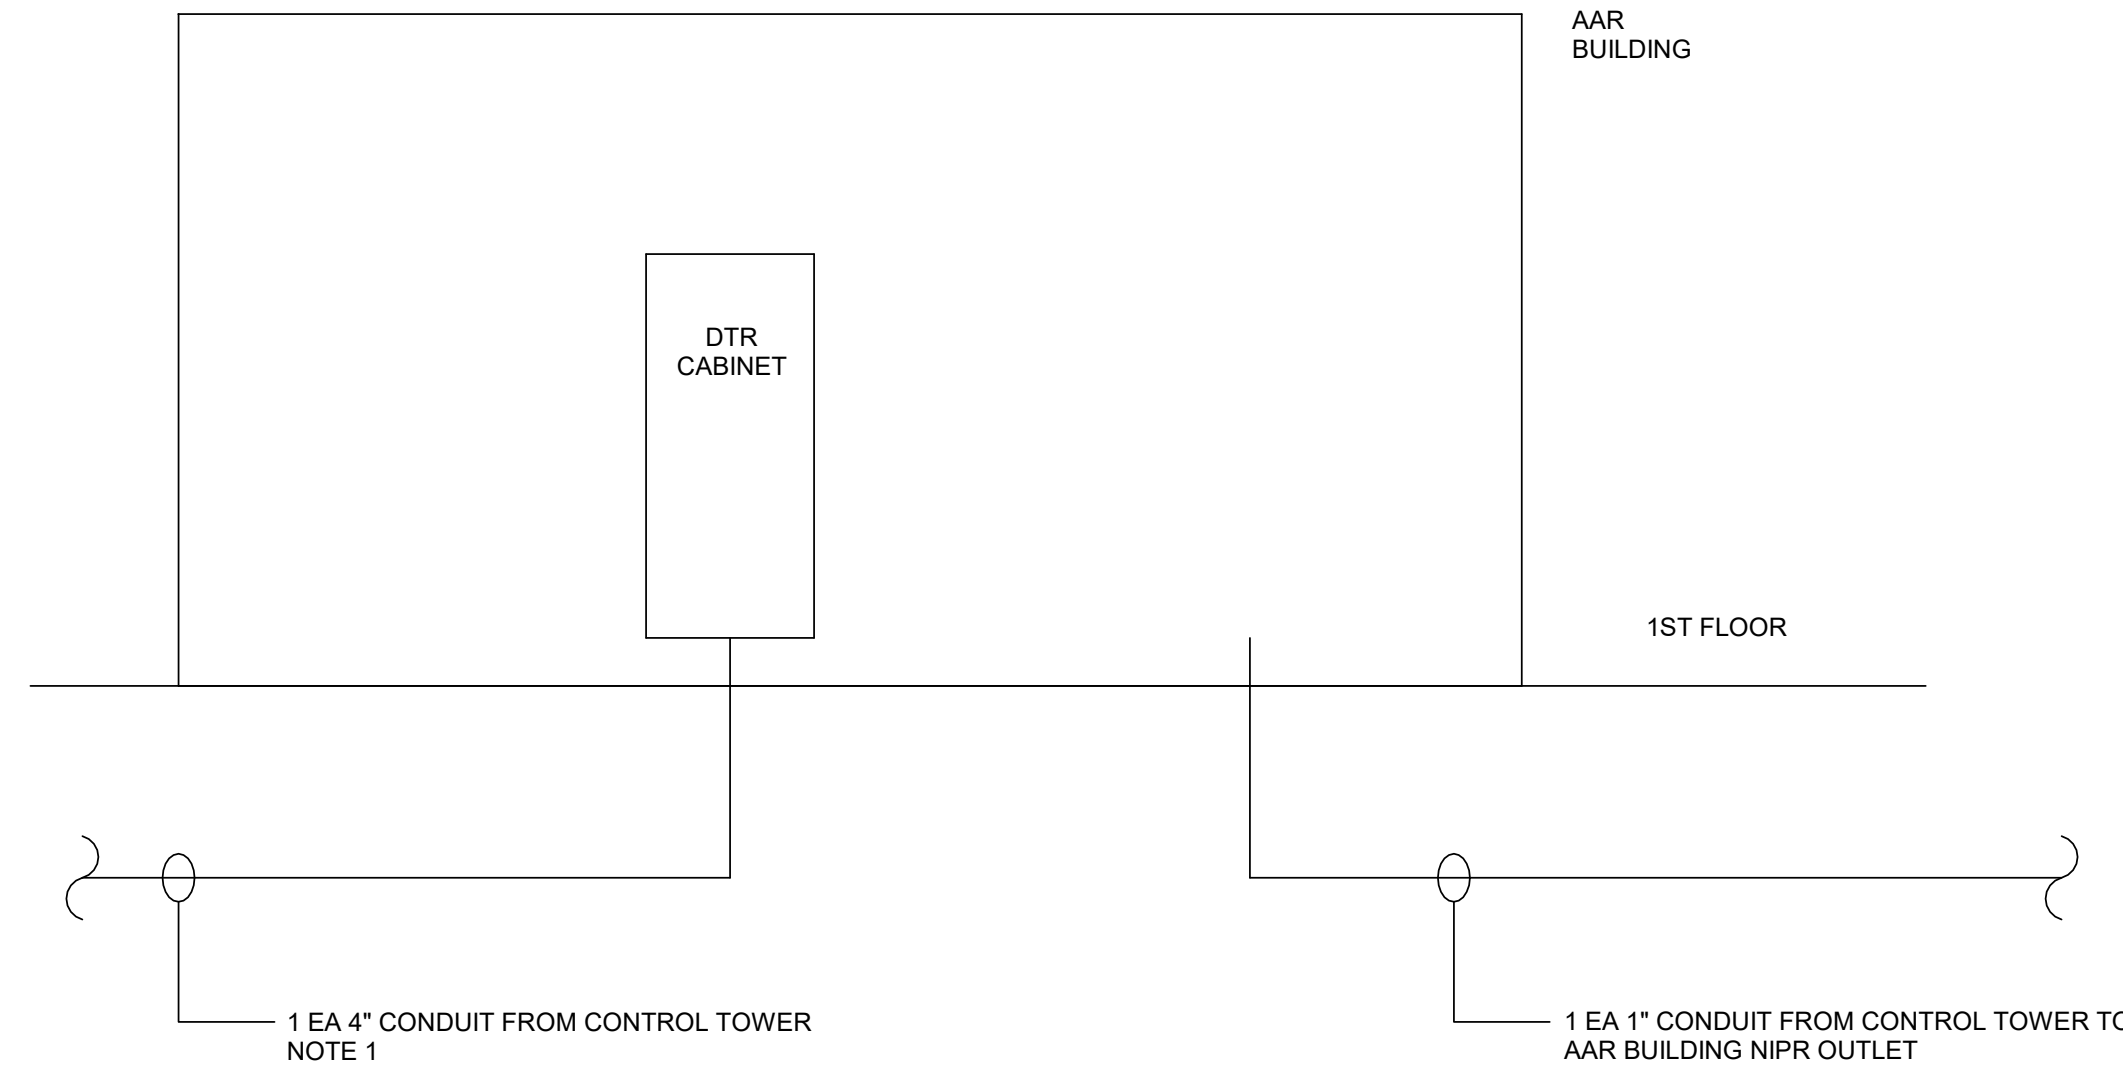 AAR
BUILDING
DTR
CABINET
1ST FLOOR
1 EA 4" CONDUIT FROM CONTROL TOWER
NOTE 1
1 EA 1" CONDUIT FROM CONTROL TOWER TO
AAR BUILDING NIPR OUTLET